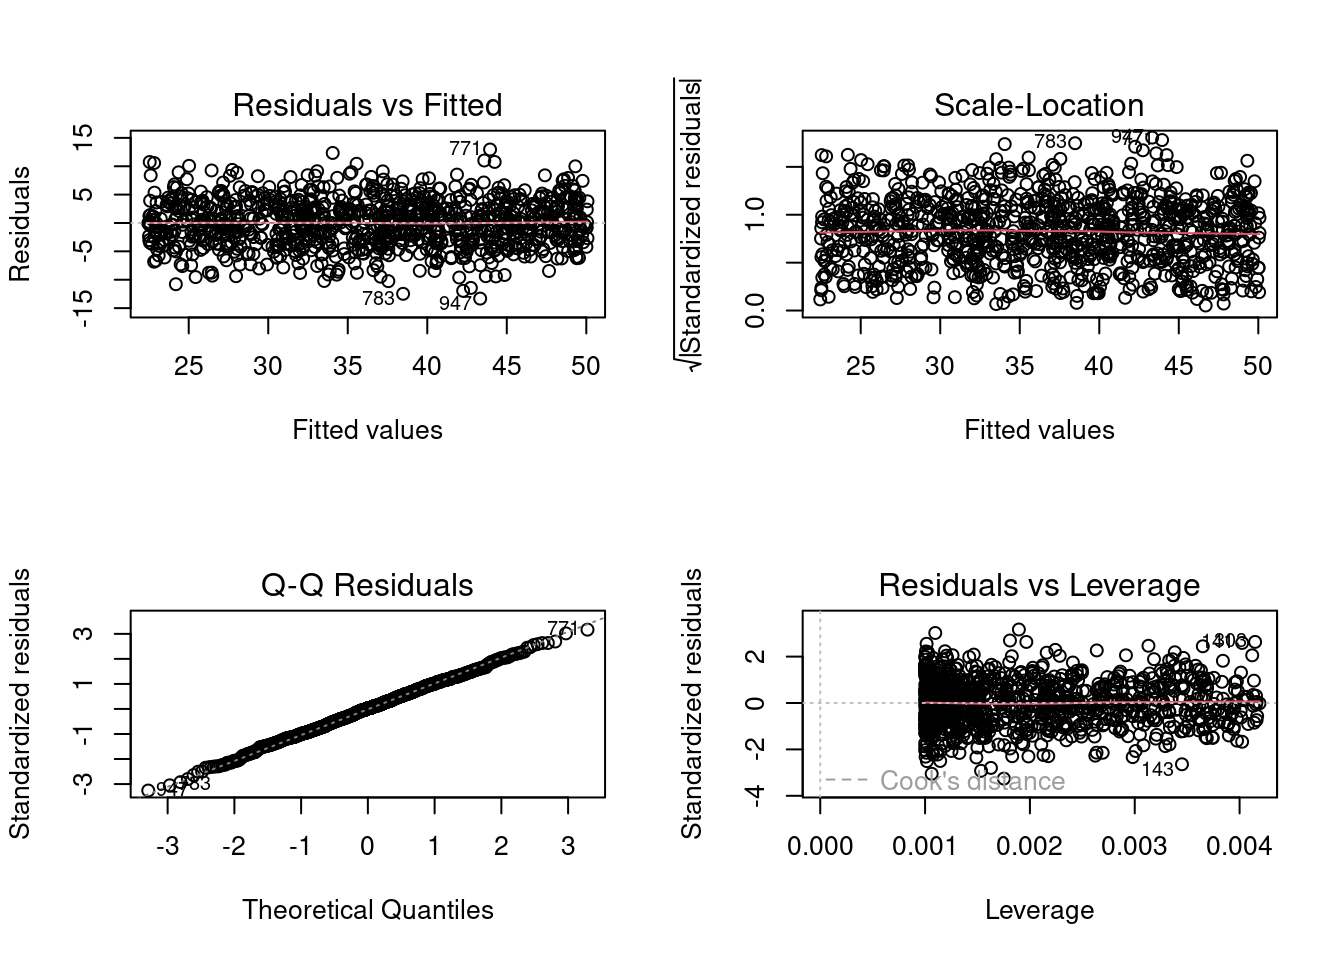 Residuals vs Fitted
Residuals
15
5
-5
-15
771
783
947
25 30 35 40 45 50
Fitted values
Scale-Location
√|Standardized residuals|
1.0
0.0
783
947
25 30 35 40 45 50
Fitted values
Q-Q Residuals
Standardized residuals
3
1
-1
-3
771
947
783
-3 -2 -1 0 1 2 3
Theoretical Quantiles
Residuals vs Leverage
Standardized residuals
2
0
-2
-4
143
Cook's distance
0.000 0.001 0.002 0.003 0.004
Leverage